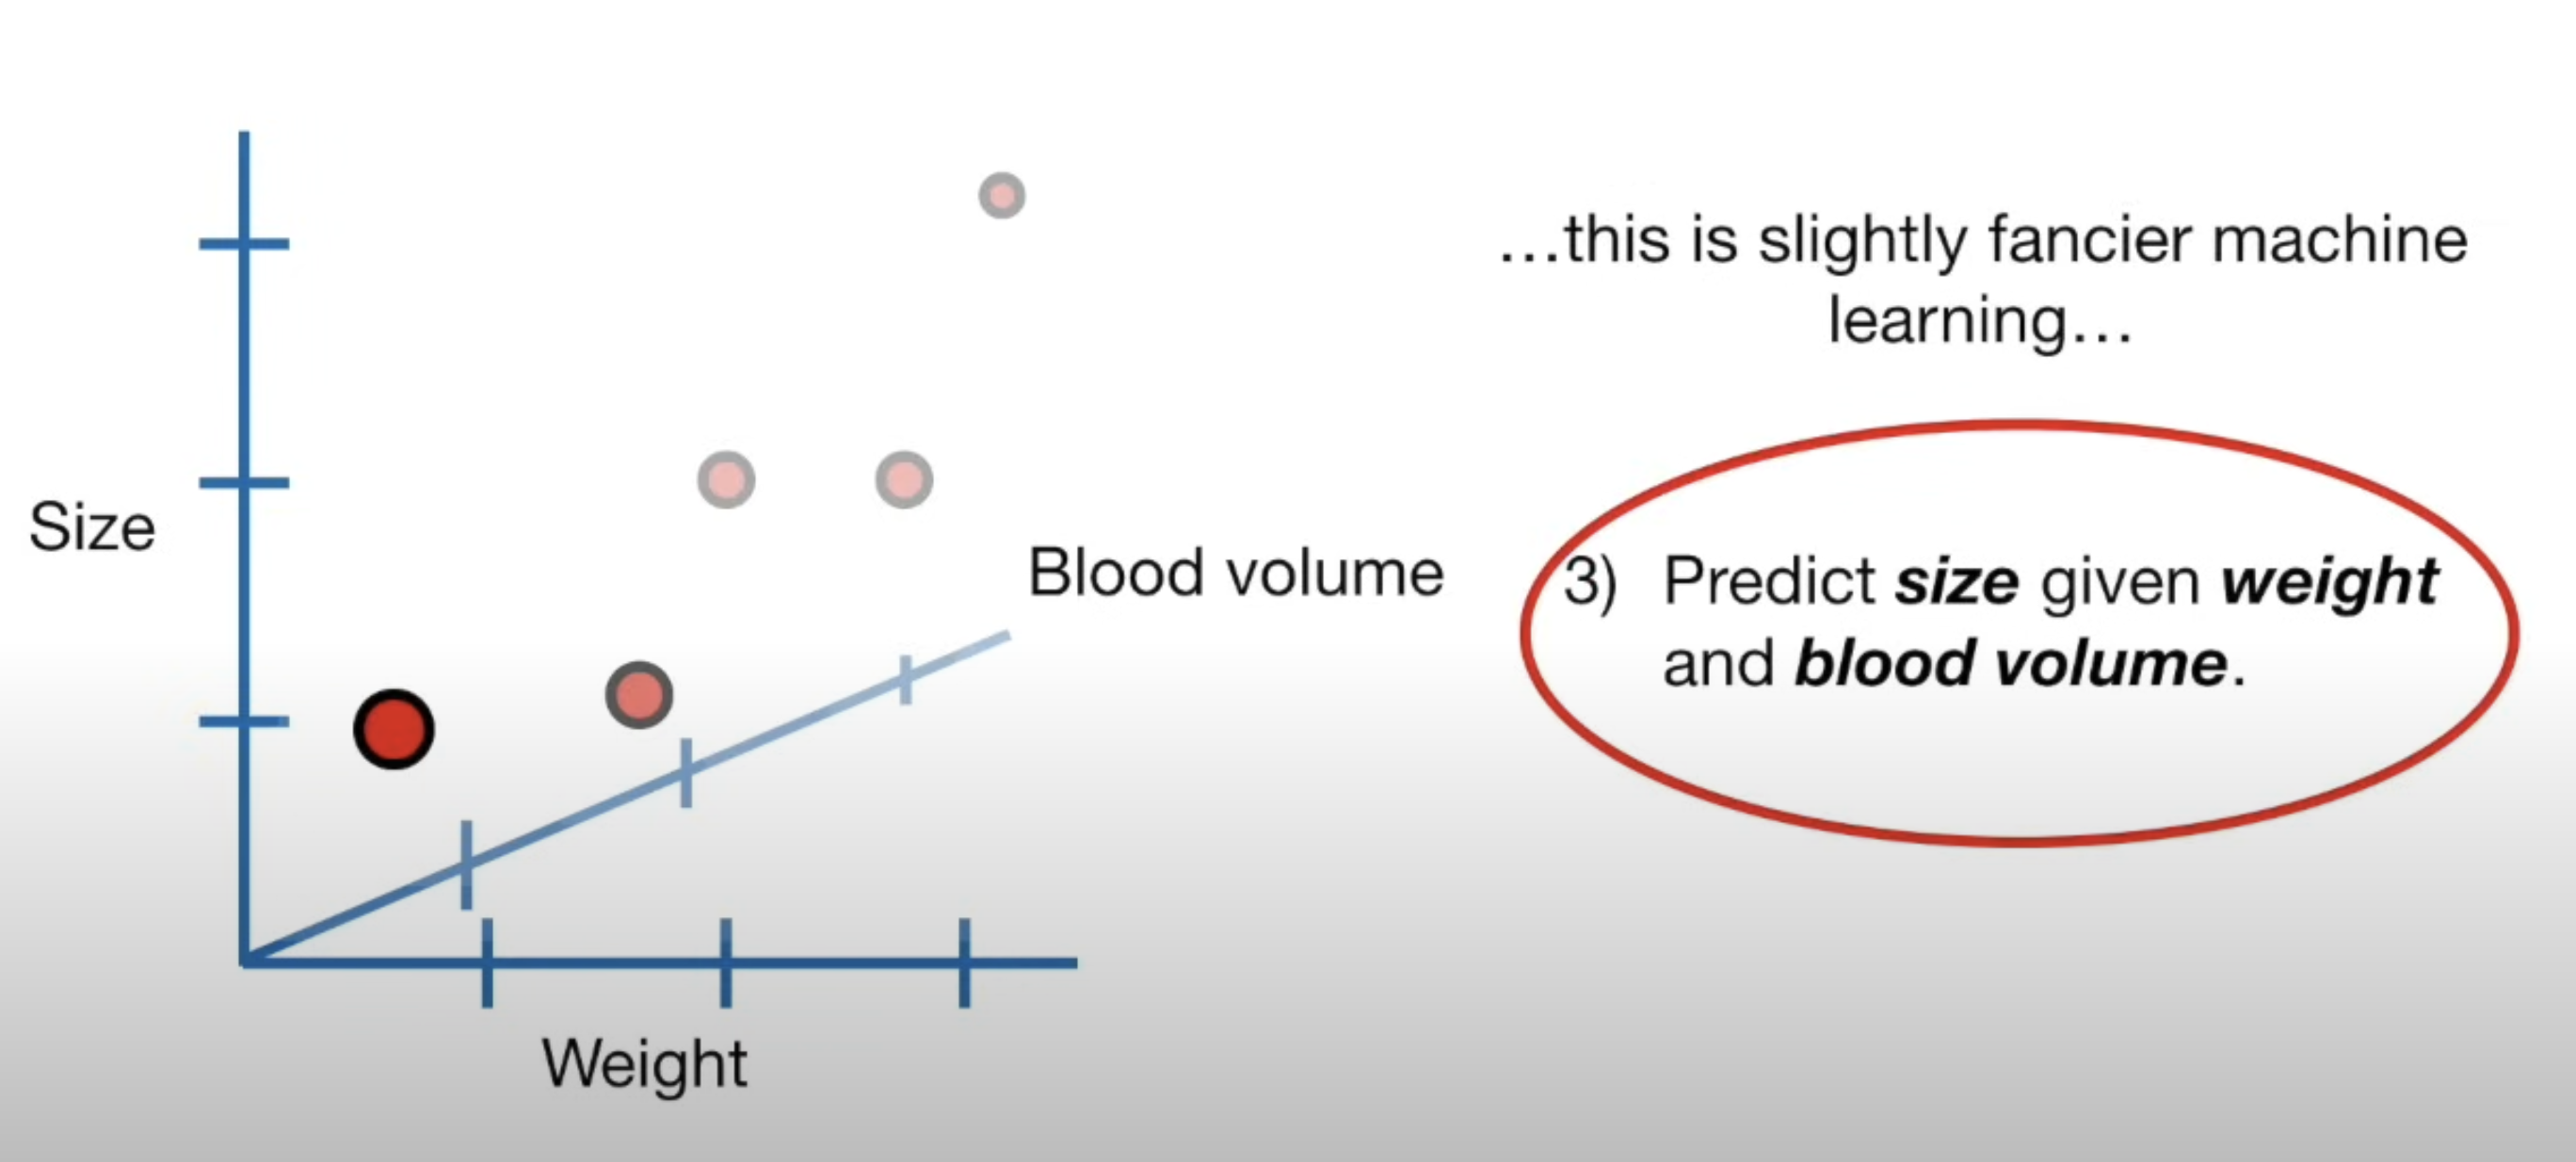 …this is slightly fancier machine
learning…
Size
Blood volume
3) Predict size given weight
and blood volume.
Weight